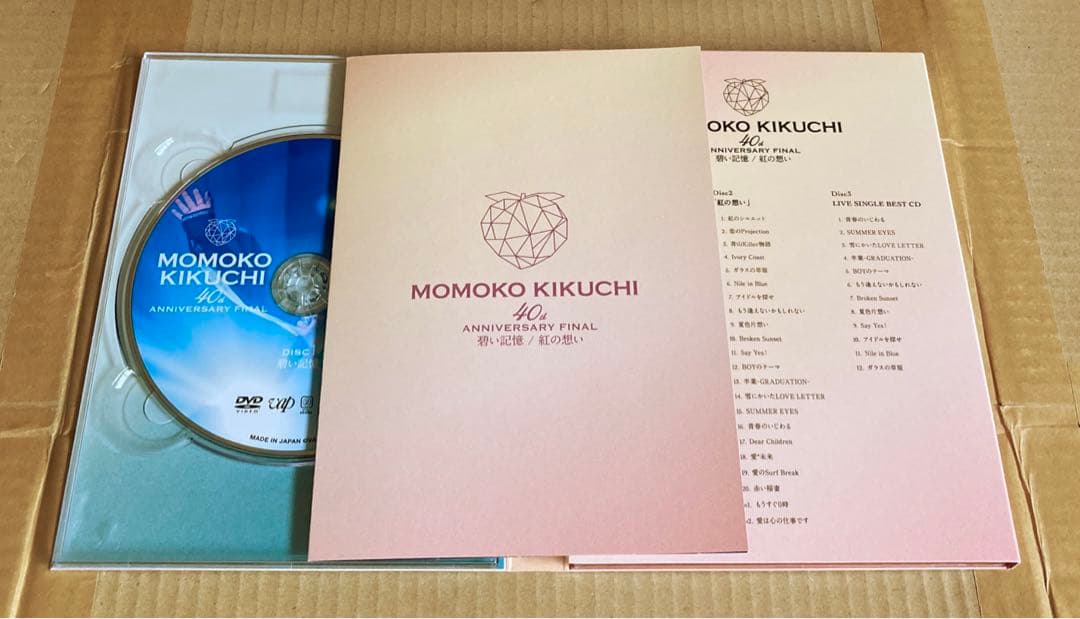 MOMOKO
KIKUCHI
40th
ANNIVERSARY FINAL
DISC 1
碧い記憶
DVD
VIDEO
vap
MADE IN JAPAN
MOMOKO KIKUCHI
40th
ANNIVERSARY FINAL
碧い記憶 / 紅の想い
OKO KIKUCHI
40th
NNIVERSARY FINAL
碧い記憶 / 紅の想い
Disc2
「紅の想い」
1. 紅のシルエット
2. 恋のProjection
3. 青山Killer物語
4. Ivory Coast
5. ガラスの草原
6. Nile in Blue
7. アイドルを探せ
8. もう逢えないかもしれない
9. 夏色片想い
10. Broken Sunset
11. Say Yes!
12. BOYのテーマ
13. 卒業-GRADUATION-
14. 雪にかいたLOVE LETTER
15. SUMMER EYES
16. 青春のいじわる
17. Dear Children
18. 愛*未来
19. 愛のSurf Break
20. 赤い稲妻
1. もうすぐ0時
2. 愛は心の仕事です
Disc3
LIVE SINGLE BEST CD
1. 青春のいじわる
2. SUMMER EYES
3. 雪にかいたLOVE LETTER
4. 卒業-GRADUATION-
5. BOYのテーマ
6. もう逢えないかもしれない
7. Broken Sunset
8. 夏色片想い
9. Say Yes!
10. アイドルを探せ
11. Nile in Blue
12. ガラスの草原